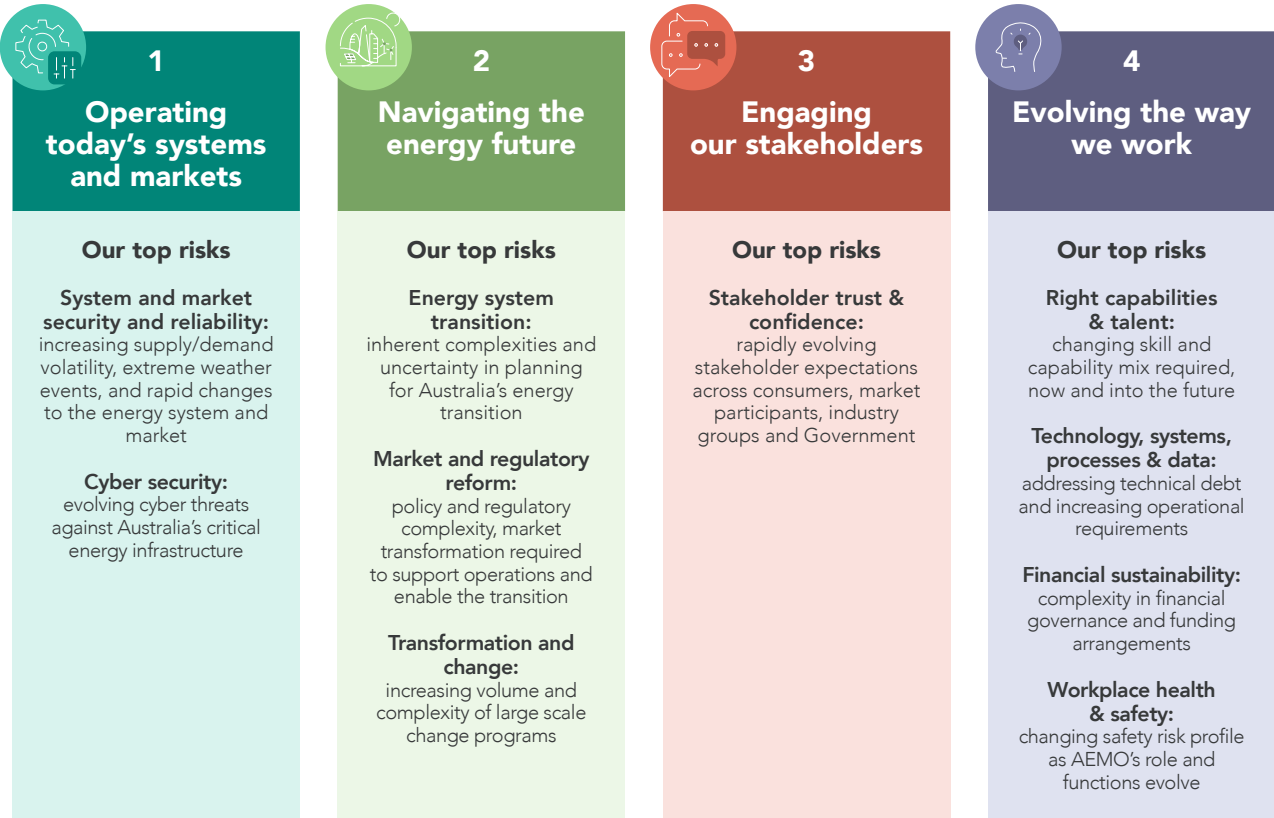 1
Operating
today’s systems
and markets
Our top risks
System and market
security and reliability:
increasing supply/demand
volatility, extreme weather
events, and rapid changes
to the energy system and
market
Cyber security:
evolving cyber threats
against Australia’s critical
energy infrastructure
2
Navigating the
energy future
Our top risks
Energy system
transition:
inherent complexities and
uncertainty in planning
for Australia’s energy
transition
Market and regulatory
reform:
policy and regulatory
complexity, market
transformation required
to support operations and
enable the transition
Transformation and
change:
increasing volume and
complexity of large scale
change programs
3
Engaging
our stakeholders
Our top risks
Stakeholder trust &
confidence:
rapidly evolving
stakeholder expectations
across consumers, market
participants, industry
groups and Government
4
Evolving the way
we work
Our top risks
Right capabilities
& talent:
changing skill and
capability mix required,
now and into the future
Technology, systems,
processes & data:
addressing technical debt
and increasing operational
requirements
Financial sustainability:
complexity in financial
governance and funding
arrangements
Workplace health
& safety:
changing safety risk profile
as AEMO’s role and
functions evolve